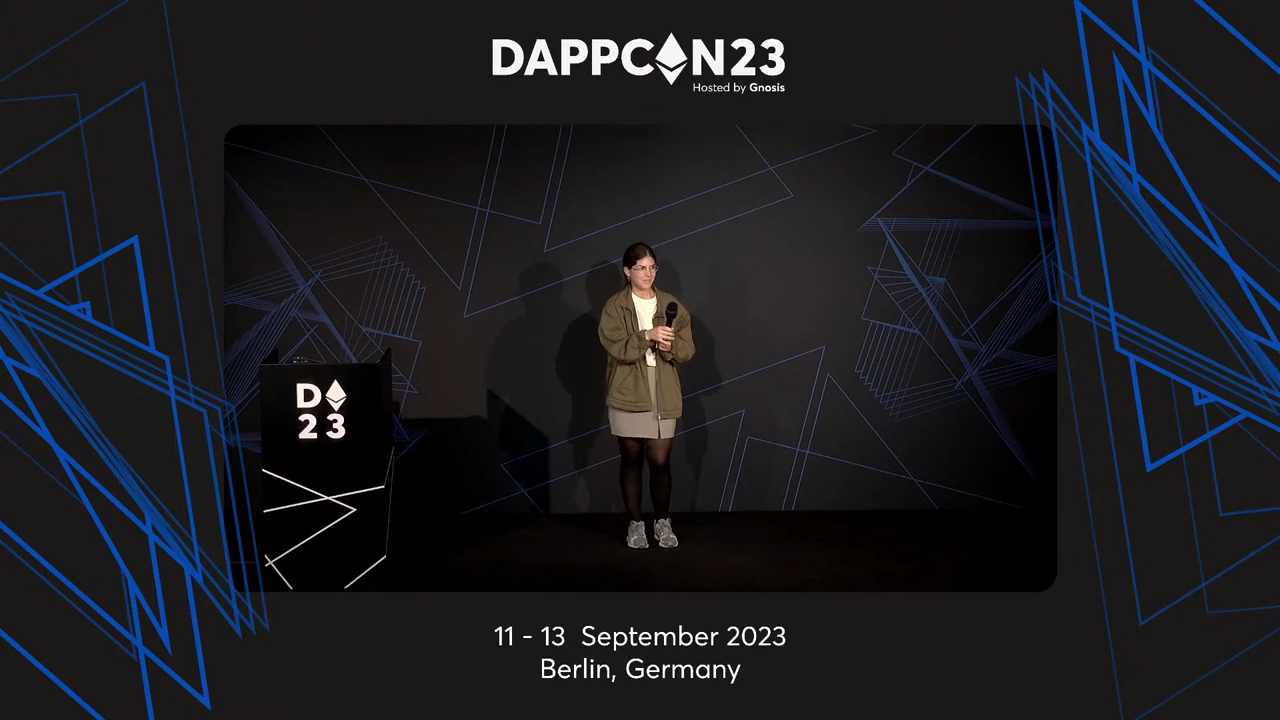 DAPPCON23
Hosted by Gnosis
D
23
11 - 13 September 2023
Berlin, Germany